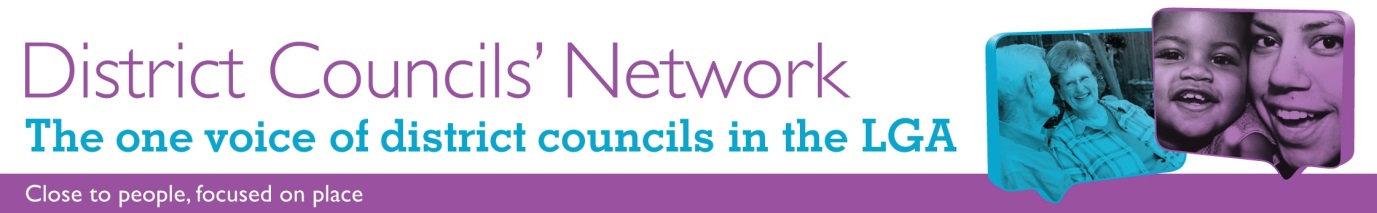 District Councils’ Network
The one voice of district councils in the LGA
Close to people, focused on place